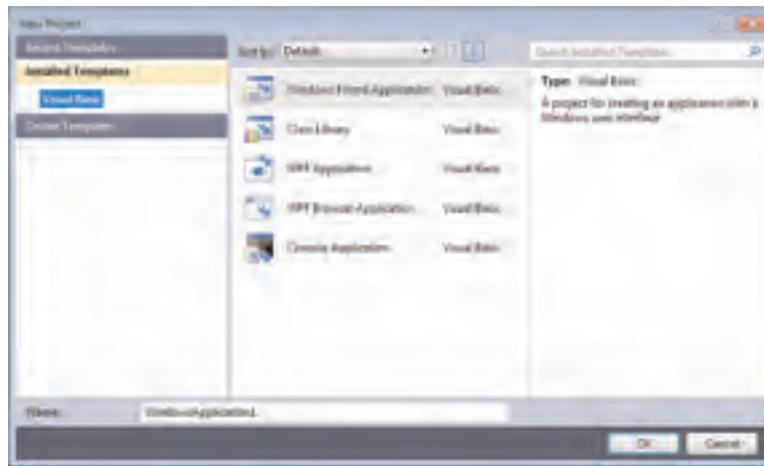 New Project
Recent Templates
Installed Templates
Visual Basic
Online Templates
Sort by: Default
Search Installed Templates
Windows Forms Application Visual Basic
Class Library Visual Basic
WPF Application Visual Basic
WPF Browser Application Visual Basic
Console Application Visual Basic
Type: Visual Basic
A project for creating an application with a
Windows user interface
Name: WindowsApplication1
OK Cancel